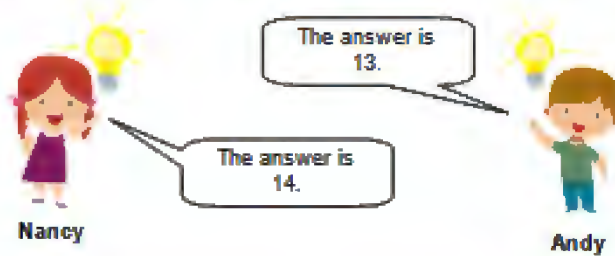 The answer is
13.
The answer is
14.
Nancy
Andy